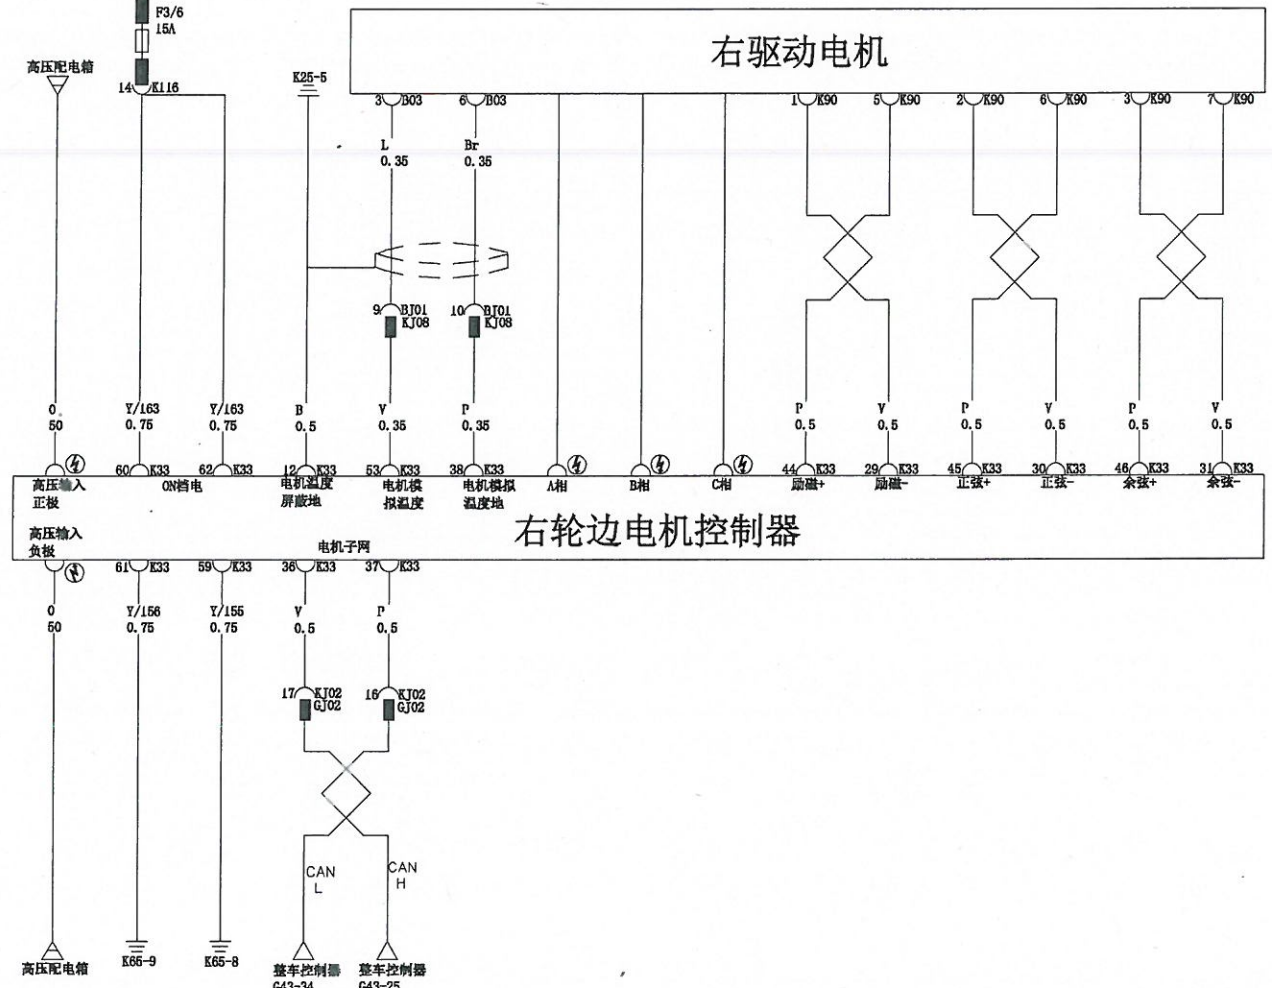 F3/6
15A
右驱动电机
高压配电箱
K25-5
14 K116
3 B03
6 B03
1 K90
5 K90
2 K90
6 K90
3 K90
7 K90
L
0.35
Br
0.35
9 BJ01
KJ08
10 BJ01
KJ08
O
50
Y/163
0.75
Y/163
0.75
B
0.5
V
0.35
P
0.35
P
0.5
V
0.5
P
0.5
V
0.5
P
0.5
V
0.5
60 K33
62 K33
12 K33
53 K33
38 K33
44 K33
29 K33
45 K33
30 K33
46 K33
31 K33
高压输入
正极
ON档电
电机温度
屏蔽地
电机模
拟温度
电机模拟
温度地
A相
B相
C相
励磁+
励磁-
正弦+
正弦-
余弦+
余弦-
右轮边电机控制器
高压输入
负极
电机子网
61 K33
59 K33
36 K33
37 K33
O
50
Y/156
0.75
Y/155
0.75
V
0.5
P
0.5
17 KJ02
GJ02
16 KJ02
GJ02
CAN
L
CAN
H
高压配电箱
K65-9
K65-8
整车控制器
G43-34
整车控制器
G43-25